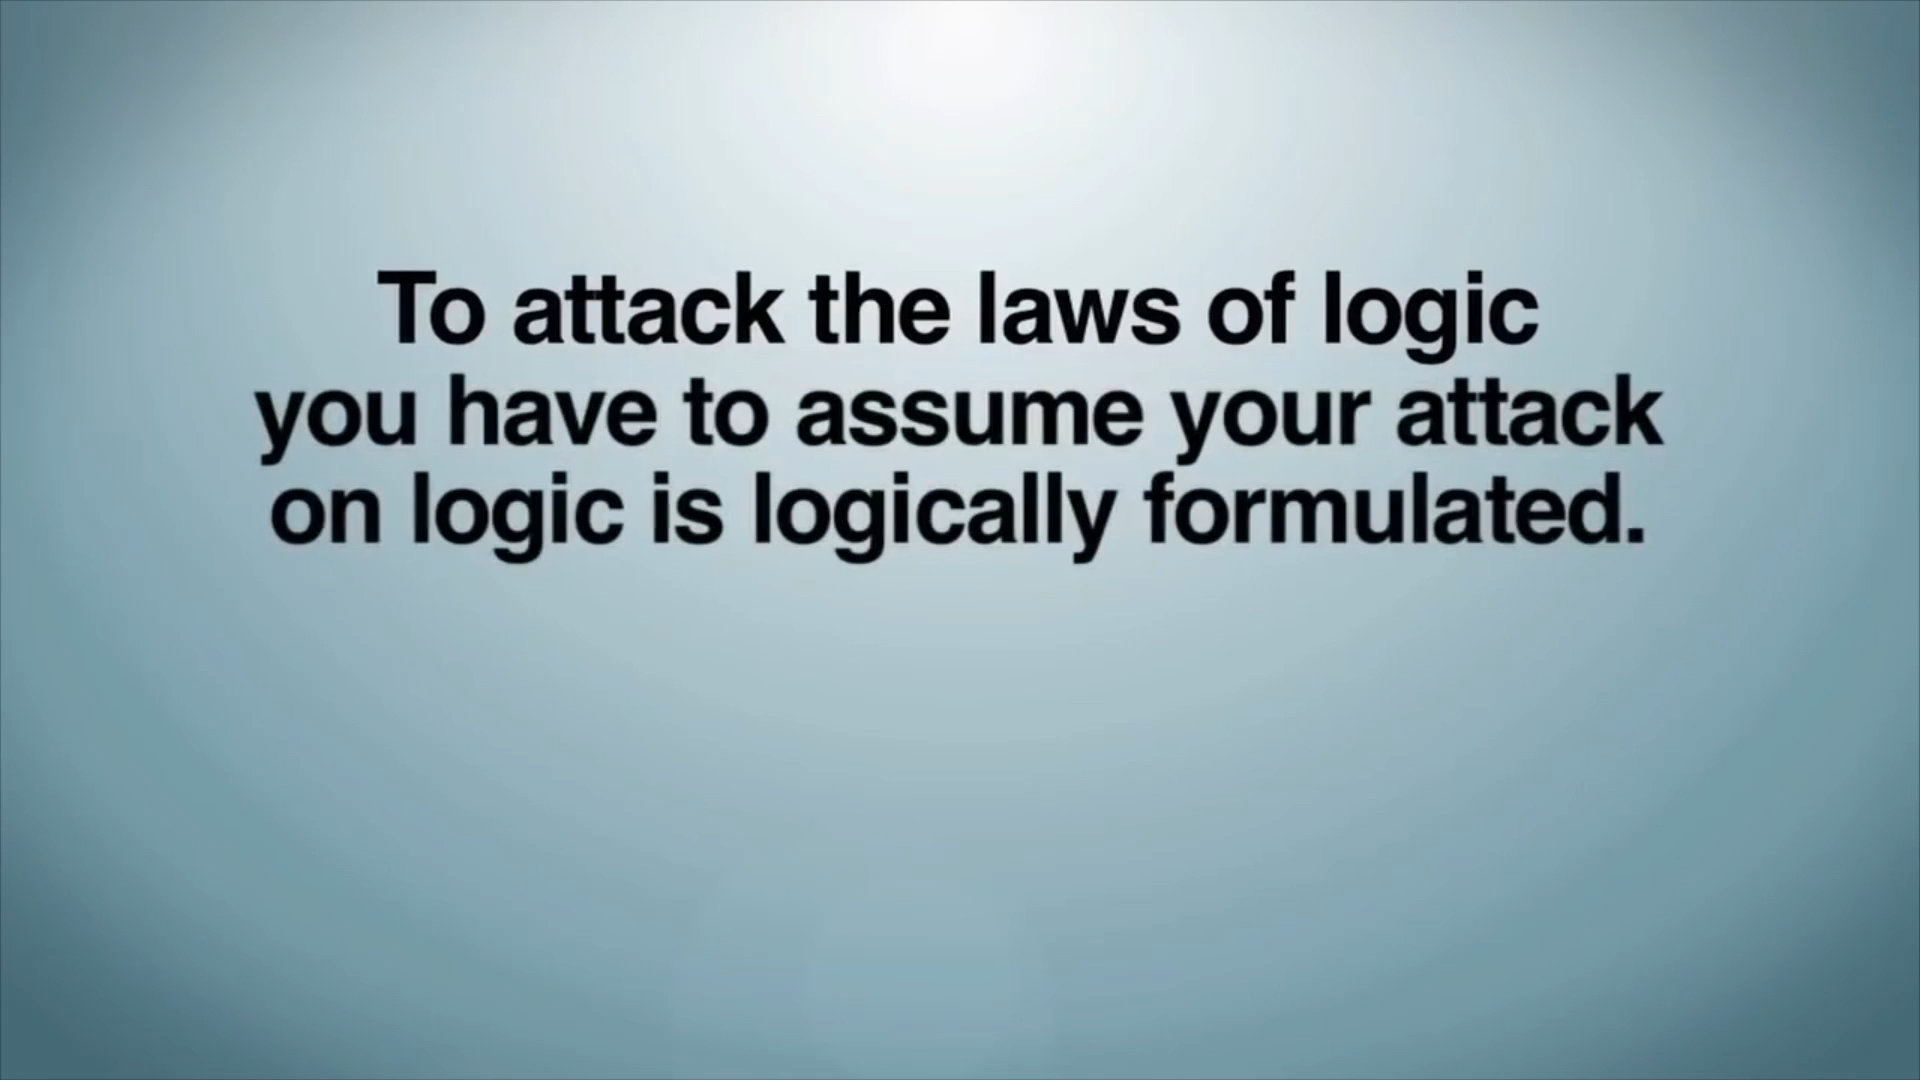 To attack the laws of logic
you have to assume your attack
on logic is logically formulated.